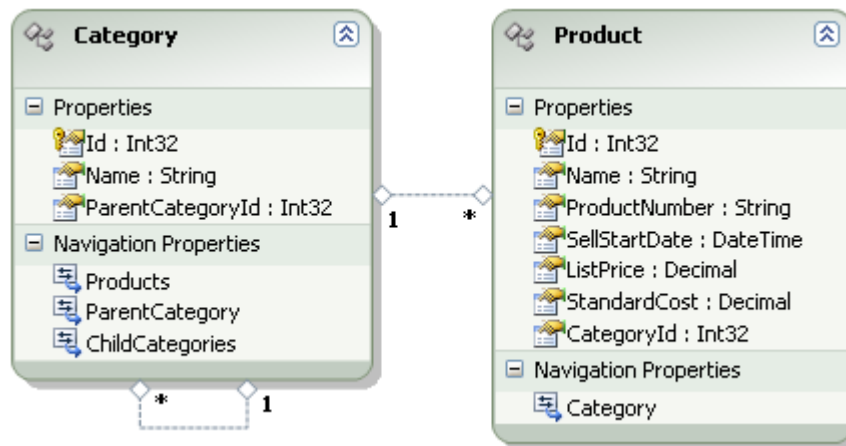 Category
Properties
Id : Int32
Name : String
ParentCategoryId : Int32
Navigation Properties
Products
ParentCategory
ChildCategories
* 1
1 *
Product
Properties
Id : Int32
Name : String
ProductNumber : String
SellStartDate : DateTime
ListPrice : Decimal
StandardCost : Decimal
CategoryId : Int32
Navigation Properties
Category